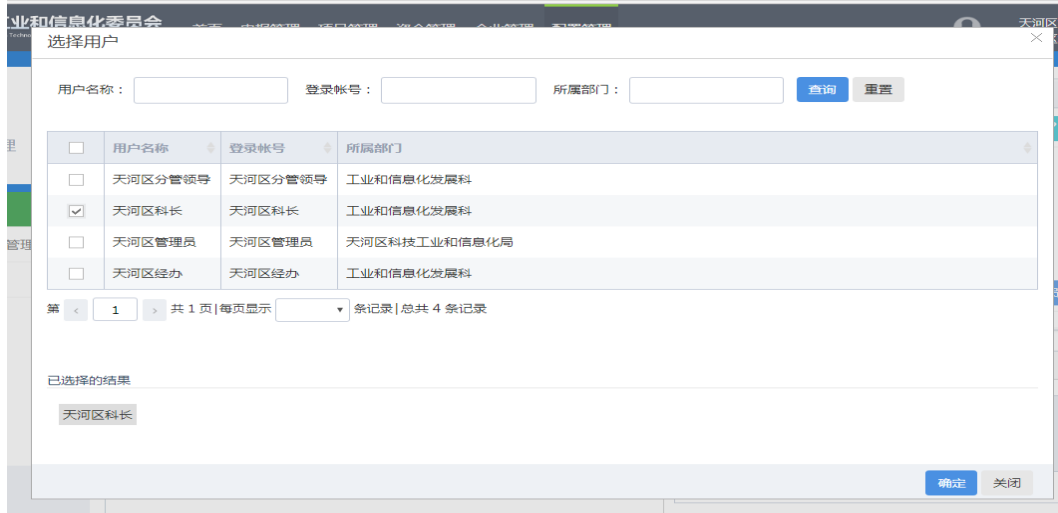 工业和信息化委员会 首页 申报管理 项目管理 资金管理 企业管理 配置管理 天河区
选择用户
用户名称： 登录帐号： 所属部门： 查询 重置
理
用户名称 登录帐号 所属部门
天河区分管领导 天河区分管领导 工业和信息化发展科
天河区科长 天河区科长 工业和信息化发展科
管理
天河区管理员 天河区管理员 天河区科技工业和信息化局
天河区经办 天河区经办 工业和信息化发展科
第 1 共 1 页|每页显示 条记录|总共 4 条记录
已选择的结果
天河区科长
确定 关闭